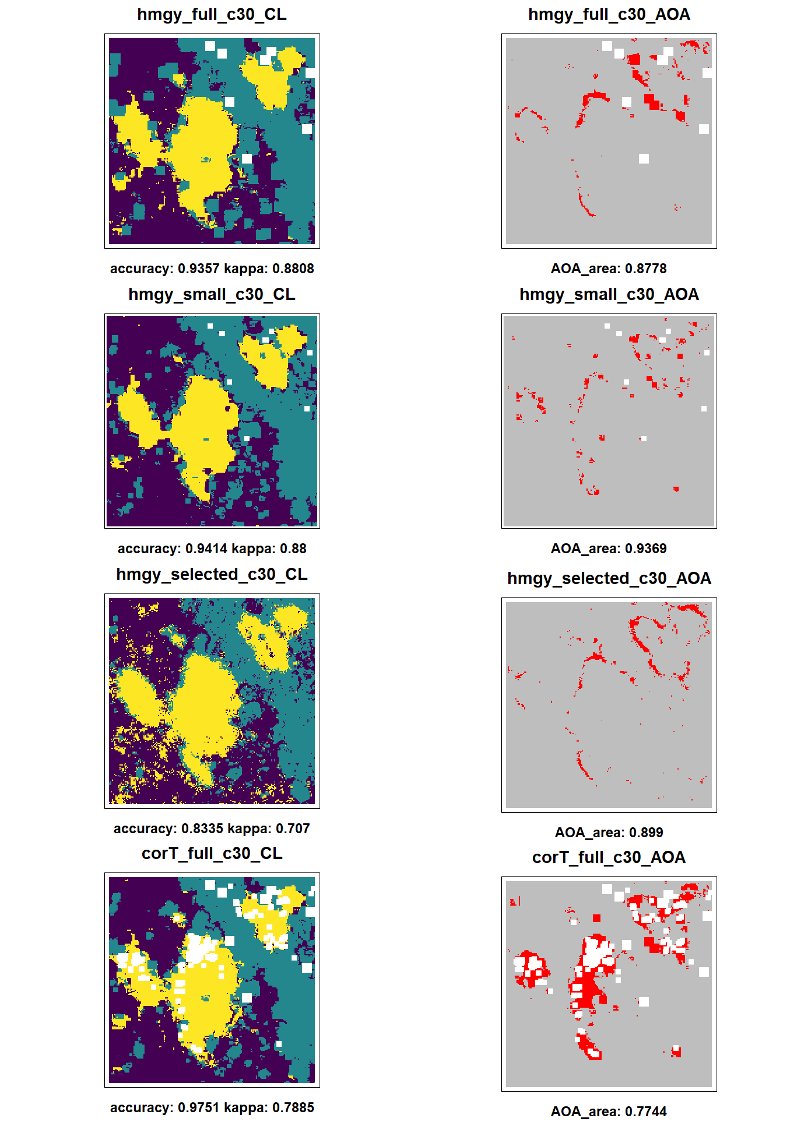 hmgy_full_c30_CL
hmgy_full_c30_AOA
accuracy: 0.9357 kappa: 0.8808
AOA_area: 0.8778
hmgy_small_c30_CL
hmgy_small_c30_AOA
accuracy: 0.9414 kappa: 0.88
AOA_area: 0.9369
hmgy_selected_c30_CL
hmgy_selected_c30_AOA
accuracy: 0.8335 kappa: 0.707
AOA_area: 0.899
corT_full_c30_CL
corT_full_c30_AOA
accuracy: 0.9751 kappa: 0.7885
AOA_area: 0.7744